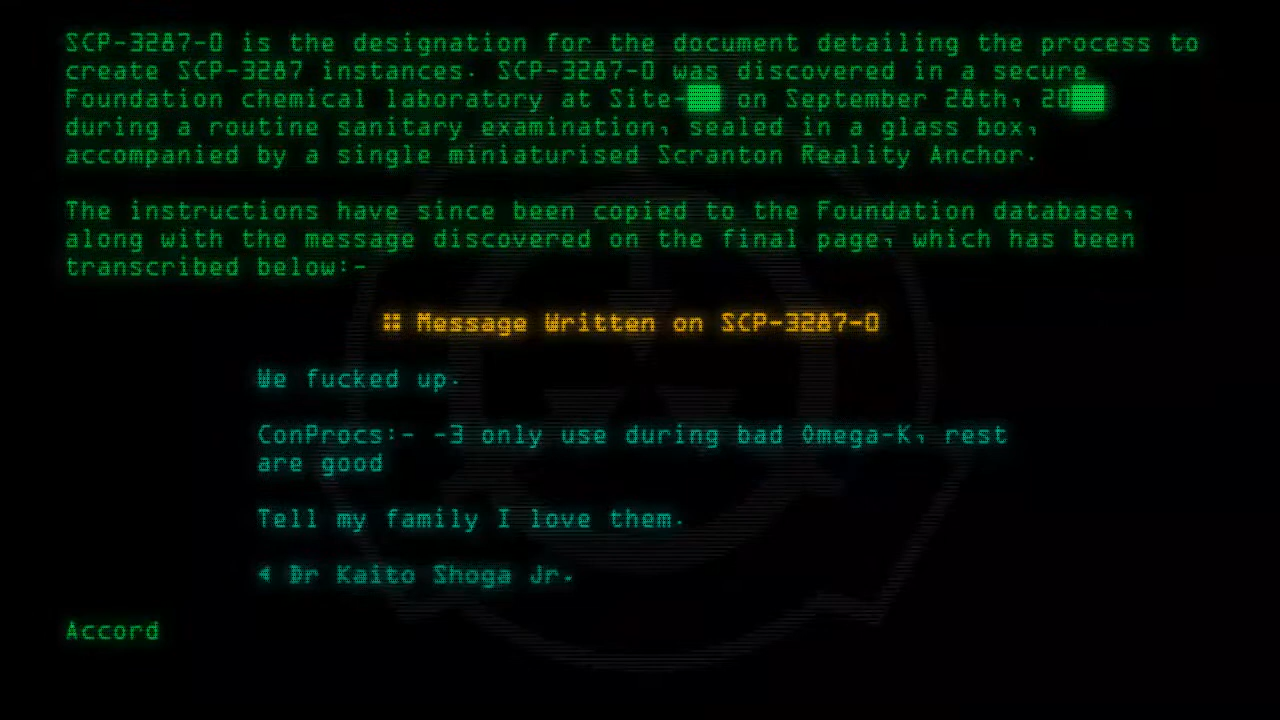 SCP-3287-0 is the designation for the document detailing the process to
create SCP-3287 instances. SCP-3287-0 was discovered in a secure
Foundation chemical laboratory at Site-██ on September 28th, 20██
during a routine sanitary examination, sealed in a glass box,
accompanied by a single miniaturised Scranton Reality Anchor.
The instructions have since been copied to the Foundation database,
along with the message discovered on the final page, which has been
transcribed below:-
⠿ Message Written on SCP-3287-0
We fucked up.
ConProcs:- -3 only use during bad Omega-K, rest
are good
Tell my family I love them.
◂ Dr Kaito Shoga Jr.
Accord